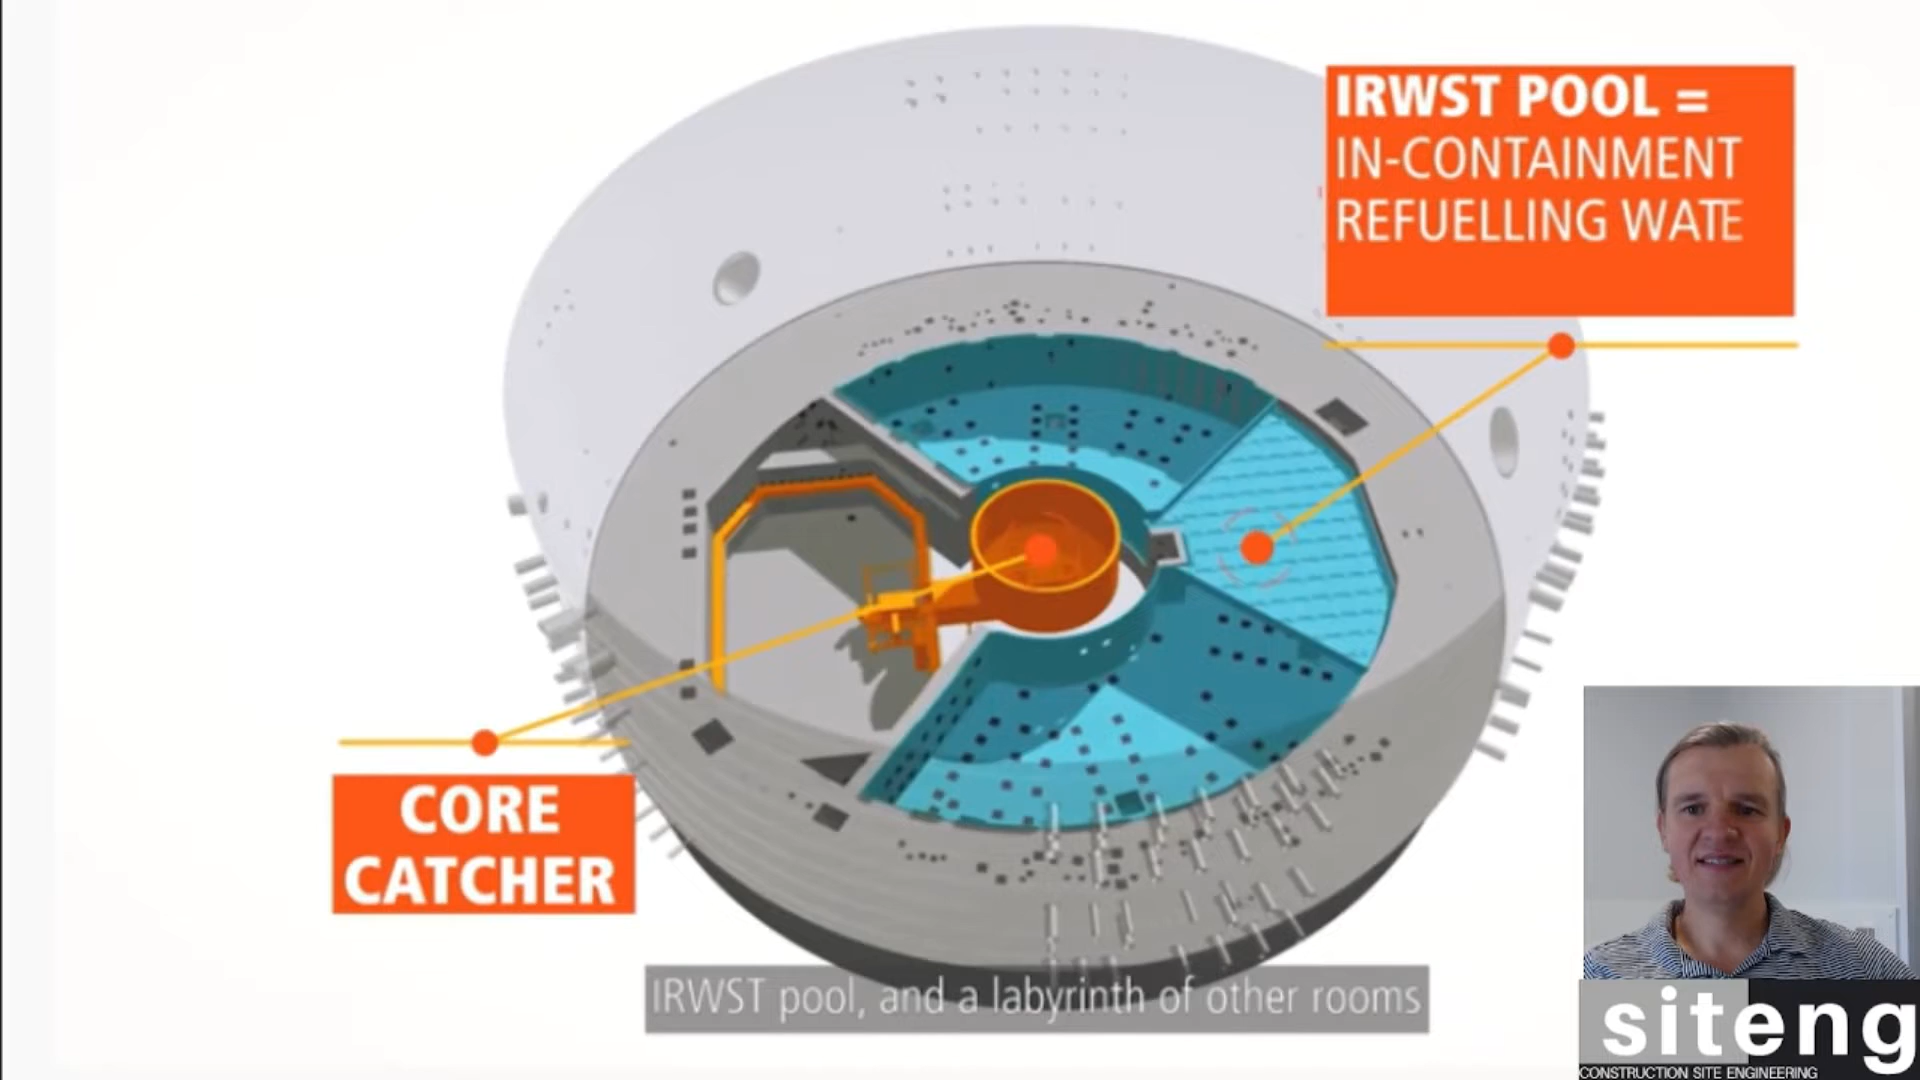 IRWST POOL =
IN-CONTAINMENT
REFUELLING WATE
CORE
CATCHER
IRWST pool, and a labyrinth of other rooms
siteng
CONSTRUCTION SITE ENGINEERING